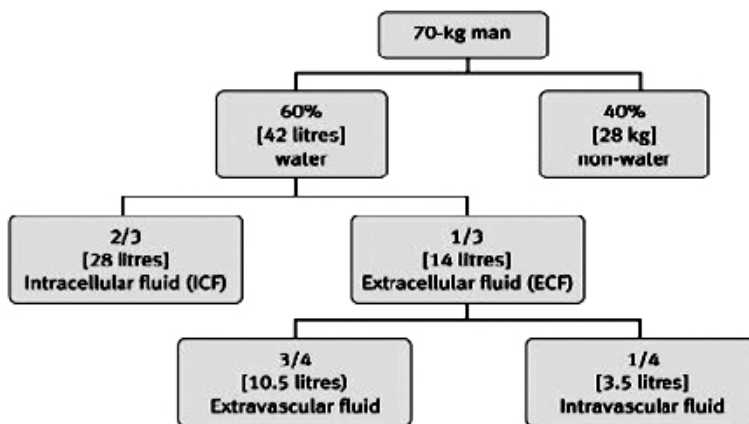 70-kg man
60%
[42 litres]
water
40%
[28 kg]
non-water
2/3
[28 litres]
Intracellular fluid (ICF)
1/3
[14 litres]
Extracellular fluid (ECF)
3/4
[10.5 litres)
Extravascular fluid
1/4
[3.5 litres]
Intravascular fluid